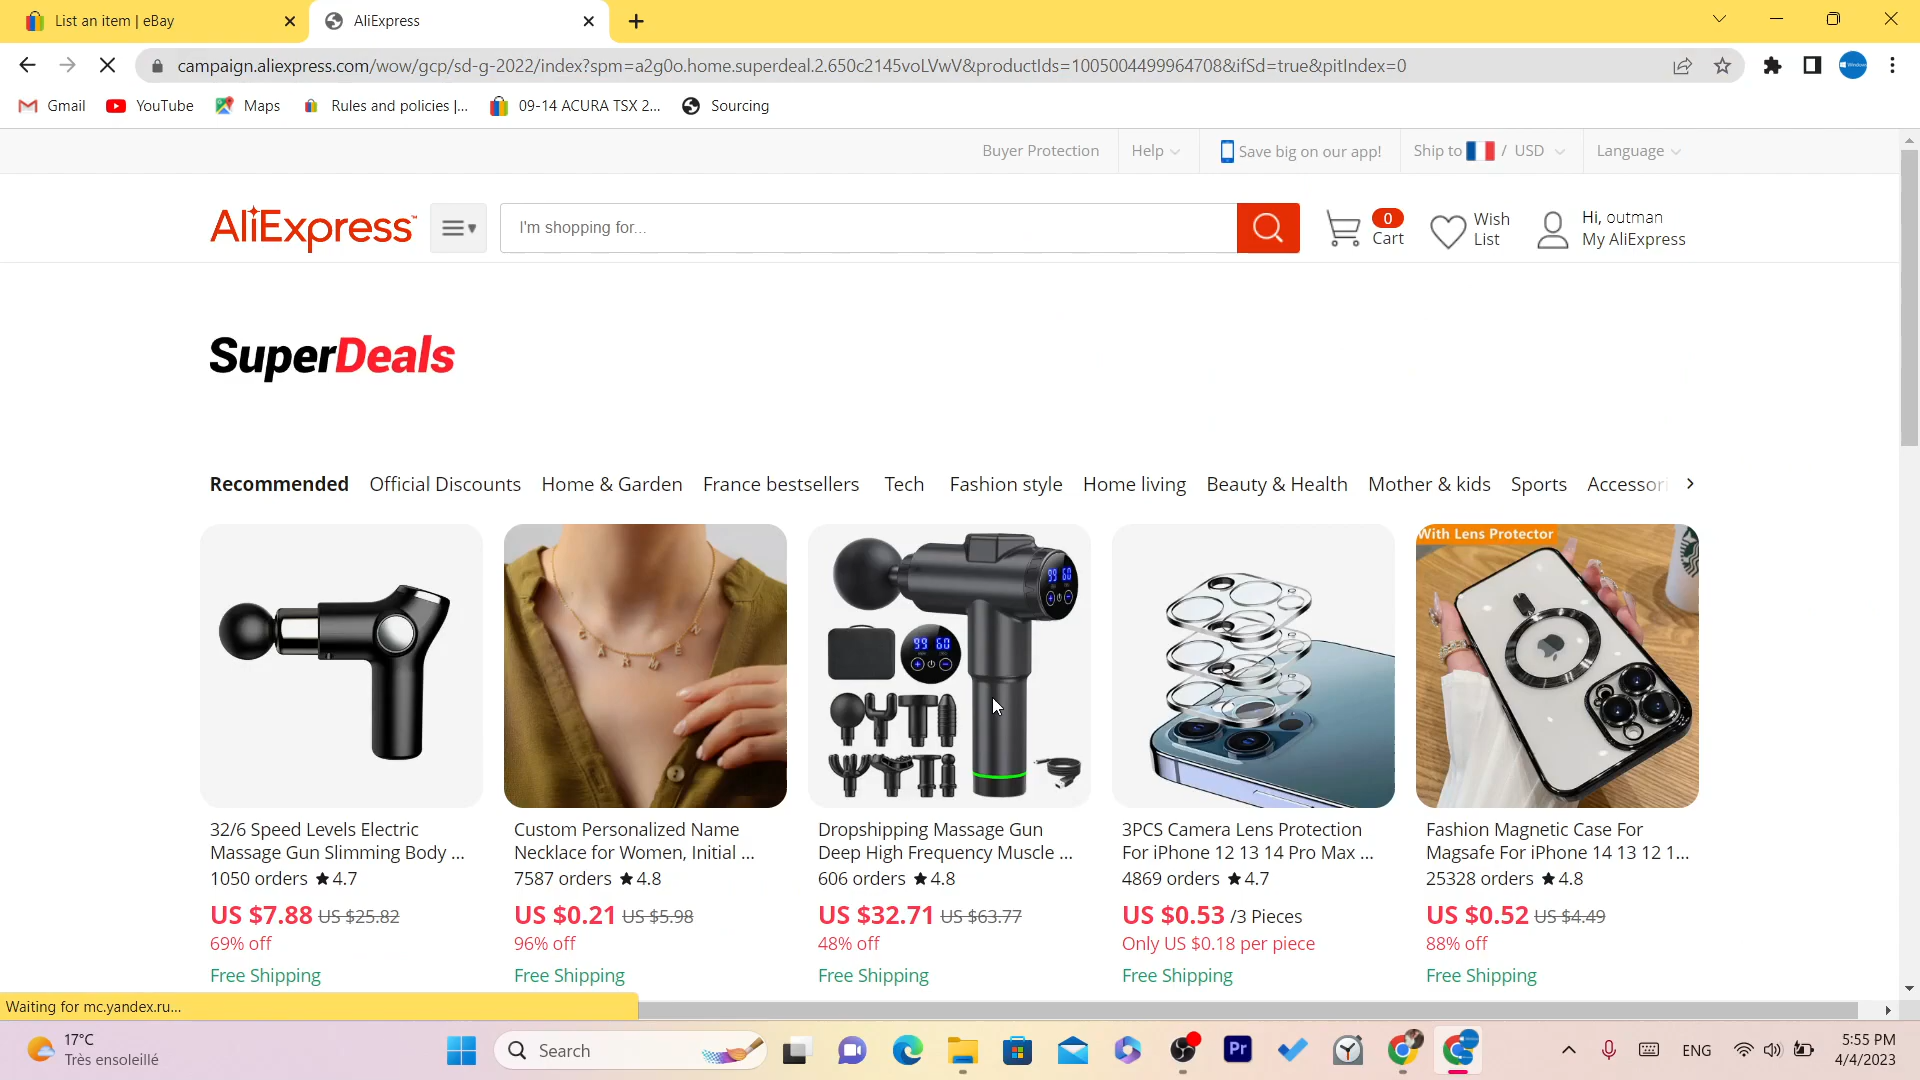 List an item | eBay
AliExpress
campaign.aliexpress.com/wow/gcp/sd-g-2022/index?spm=a2g0o.home.superdeal.2.650c2145voLVwV&productIds=1005004499964708&ifSd=true&pitIndex=0
Gmail
YouTube
Maps
Rules and policies |...
09-14 ACURA TSX 2...
Sourcing
Buyer Protection
Help
Save big on our app!
Ship to / USD
Language
AliExpress
I'm shopping for...
0
Cart
Wish
List
Hi, outman
My AliExpress
SuperDeals
Recommended
Official Discounts
Home & Garden
France bestsellers
Tech
Fashion style
Home living
Beauty & Health
Mother & kids
Sports
Accessori
99 60
99 60
With Lens Protector
32/6 Speed Levels Electric
Massage Gun Slimming Body ...
1050 orders ★ 4.7
US $7.88 US $25.82
69% off
Free Shipping
Custom Personalized Name
Necklace for Women, Initial ...
7587 orders ★ 4.8
US $0.21 US $5.98
96% off
Free Shipping
Dropshipping Massage Gun
Deep High Frequency Muscle ...
606 orders ★ 4.8
US $32.71 US $63.77
48% off
Free Shipping
3PCS Camera Lens Protection
For iPhone 12 13 14 Pro Max ...
4869 orders ★ 4.7
US $0.53 /3 Pieces
Only US $0.18 per piece
Free Shipping
Fashion Magnetic Case For
Magsafe For iPhone 14 13 12 1...
25328 orders ★ 4.8
US $0.52 US $4.49
88% off
Free Shipping
Waiting for mc.yandex.ru...
17°C
Très ensoleillé
Search
Pr
ENG
5:55 PM
4/4/2023